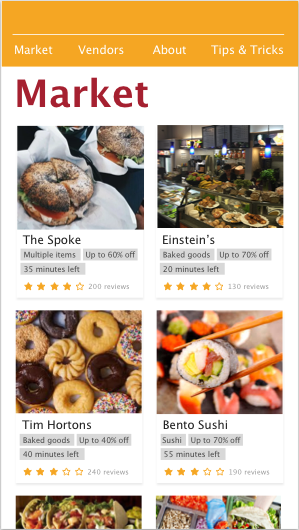 Market Vendors About Tips & Tricks
Market
The Spoke
Multiple items Up to 60% off
35 minutes left
200 reviews
Einstein's
Baked goods Up to 70% off
20 minutes left
130 reviews
Tim Hortons
Baked goods Up to 40% off
40 minutes left
240 reviews
Bento Sushi
Sushi Up to 70% off
55 minutes left
190 reviews